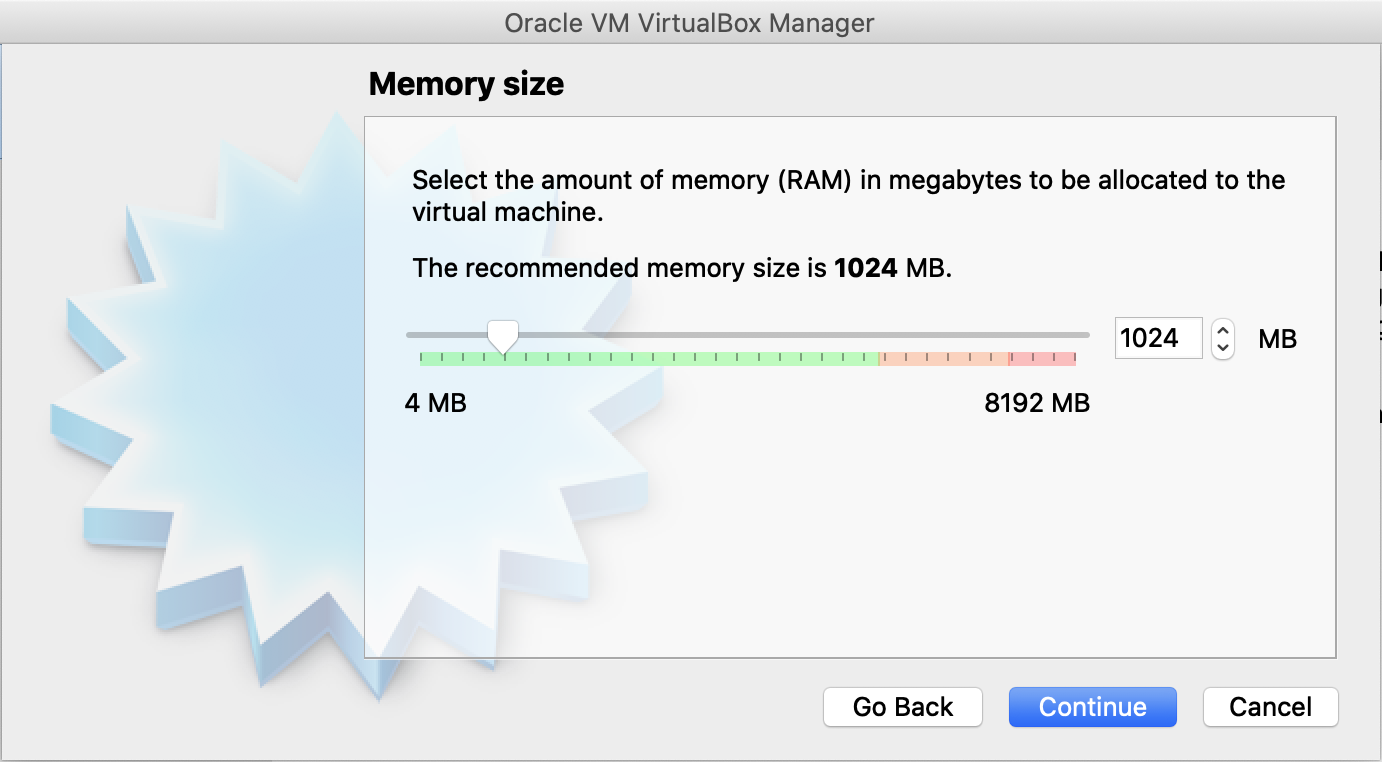 Oracle VM VirtualBox Manager
Memory size
Select the amount of memory (RAM) in megabytes to be allocated to the
virtual machine.
The recommended memory size is 1024 MB.
1024 MB
4 MB 8192 MB
Go Back Continue Cancel